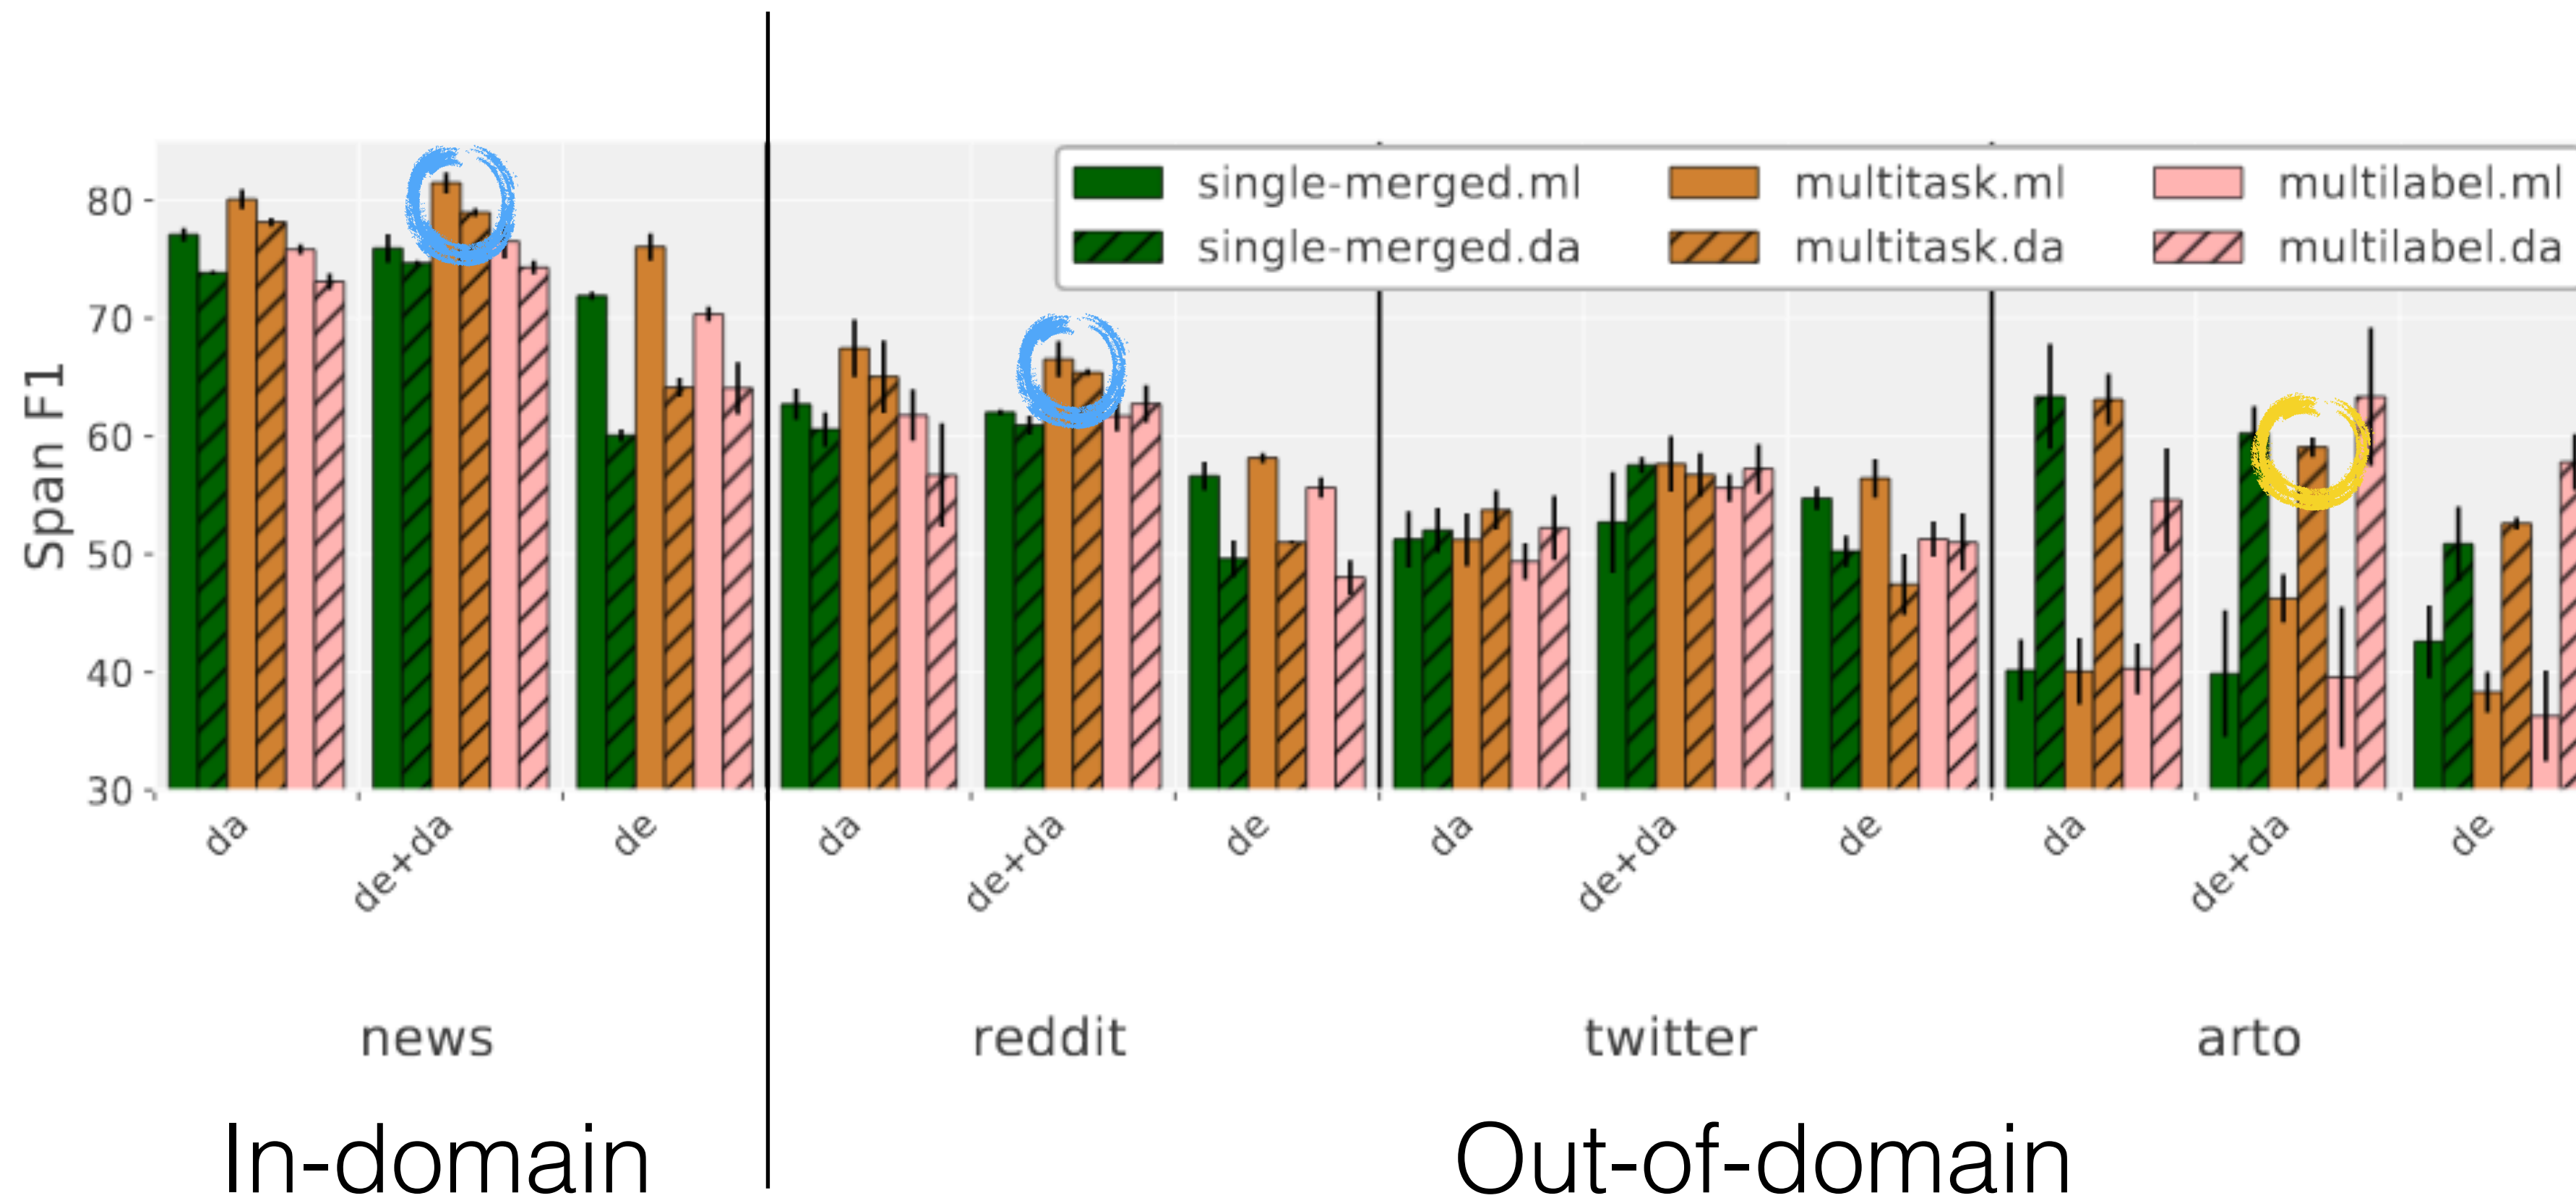 single-merged.ml multitask.ml multilabel.ml
single-merged.da multitask.da multilabel.da
Span F1
80
70
60
50
40
30
da de+da de da de+da de da de+da de da de+da de
news reddit twitter arto
In-domain Out-of-domain